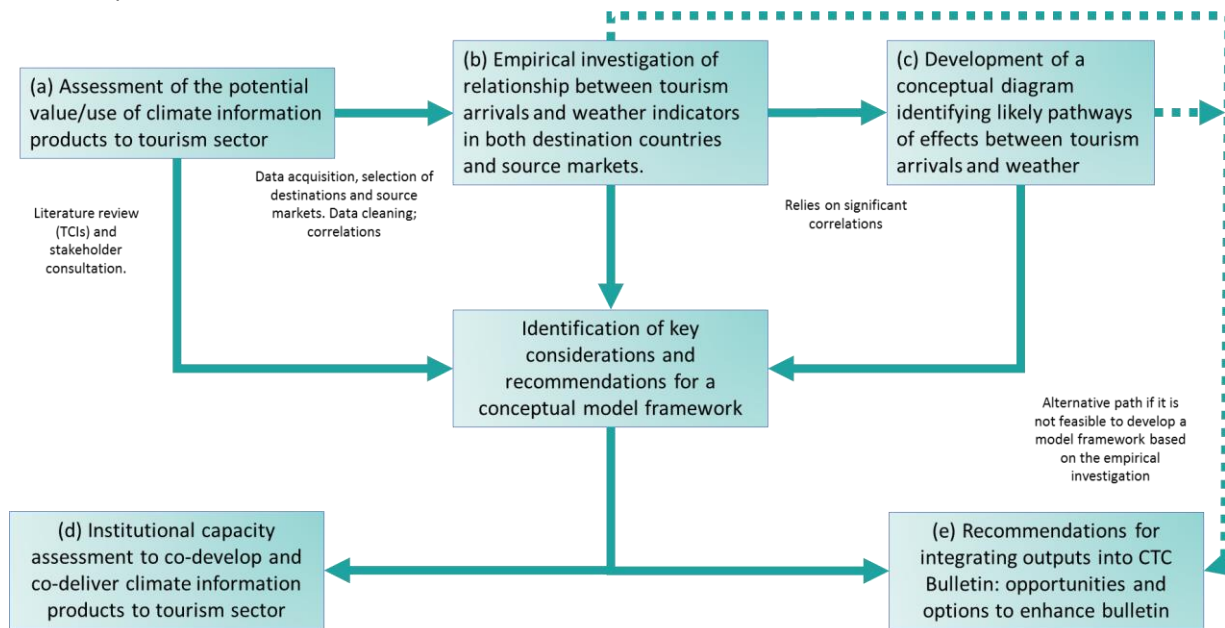 (a) Assessment of the potential
value/use of climate information
products to tourism sector
(b) Empirical investigation of
relationship between tourism
arrivals and weather indicators
in both destination countries
and source markets.
(c) Development of a
conceptual diagram
identifying likely pathways
of effects between tourism
arrivals and weather
Literature review
(TCIs) and
stakeholder
consultation.
Data acquisition, selection of
destinations and source
markets. Data cleaning;
correlations
Relies on significant
correlations
Identification of key
considerations and
recommendations for a
conceptual model framework
Alternative path if it is
not feasible to develop a
model framework based
on the empirical
investigation
(d) Institutional capacity
assessment to co-develop and
co-deliver climate information
products to tourism sector
(e) Recommendations for
integrating outputs into CTC
Bulletin: opportunities and
options to enhance bulletin